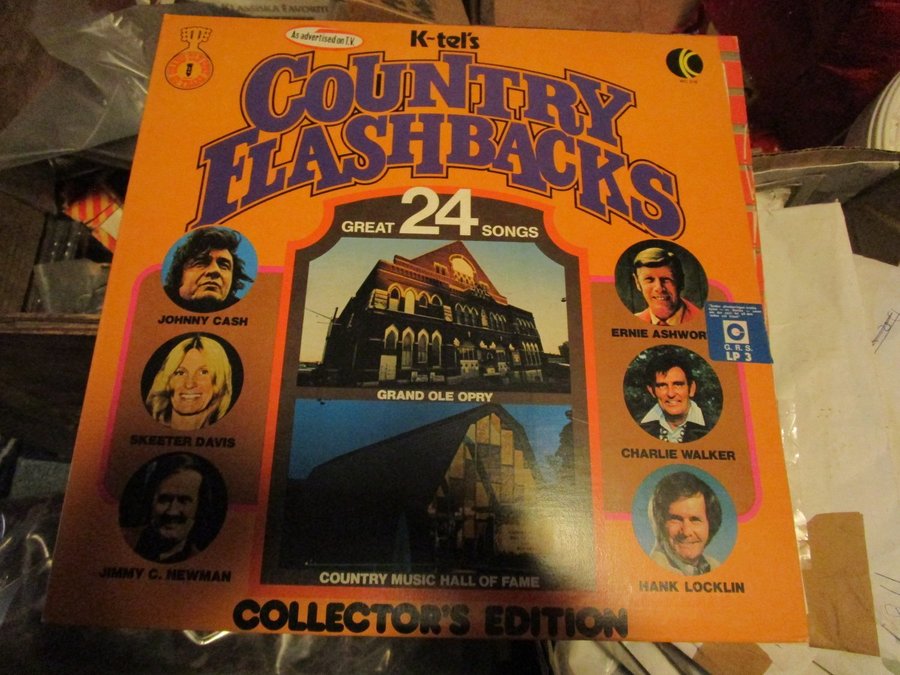 As advertised on T.V.
K-tel's
COUNTRY
FLASHBACKS
GREAT 24 SONGS
JOHNNY CASH
SKEETER DAVIS
JIMMY C. NEWMAN
GRAND OLE OPRY
COUNTRY MUSIC HALL OF FAME
ERNIE ASHWOR
G. R. S.
LP 3
CHARLIE WALKER
HANK LOCKLIN
COLLECTOR'S EDITION